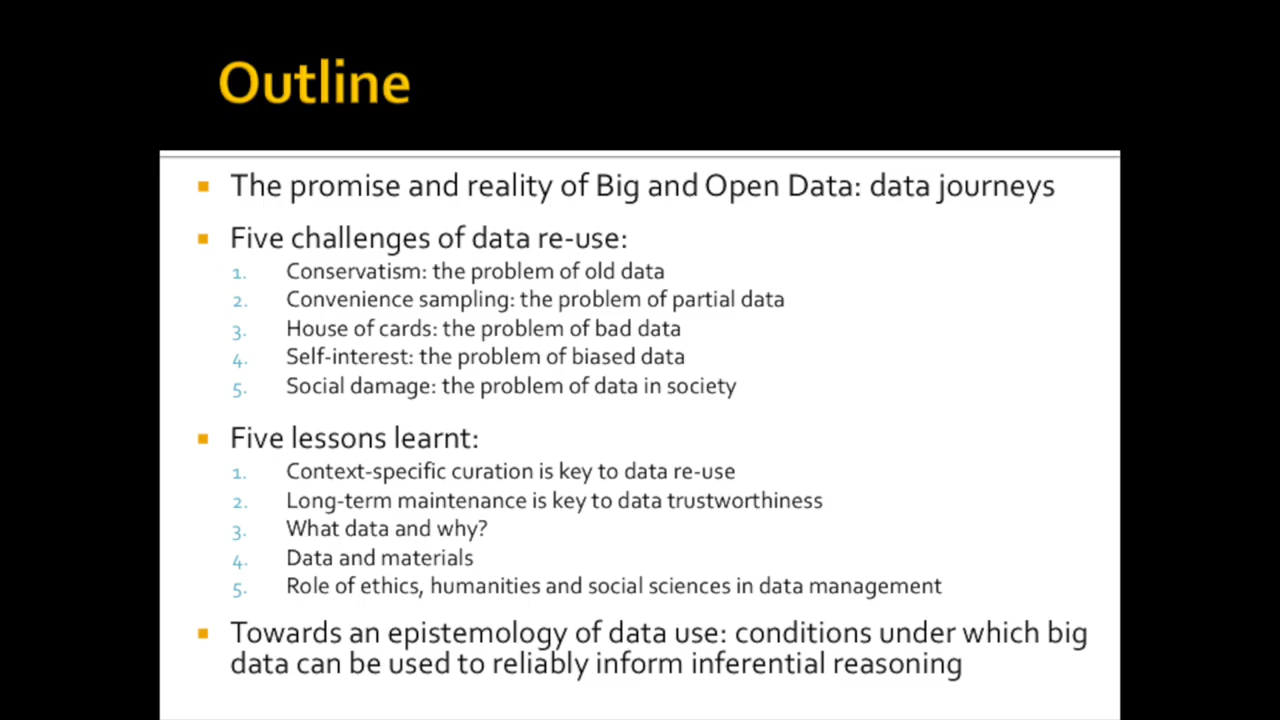 Outline
▪ The promise and reality of Big and Open Data: data journeys
▪ Five challenges of data re-use:
1. Conservatism: the problem of old data
2. Convenience sampling: the problem of partial data
3. House of cards: the problem of bad data
4. Self-interest: the problem of biased data
5. Social damage: the problem of data in society
▪ Five lessons learnt:
1. Context-specific curation is key to data re-use
2. Long-term maintenance is key to data trustworthiness
3. What data and why?
4. Data and materials
5. Role of ethics, humanities and social sciences in data management
▪ Towards an epistemology of data use: conditions under which big
data can be used to reliably inform inferential reasoning